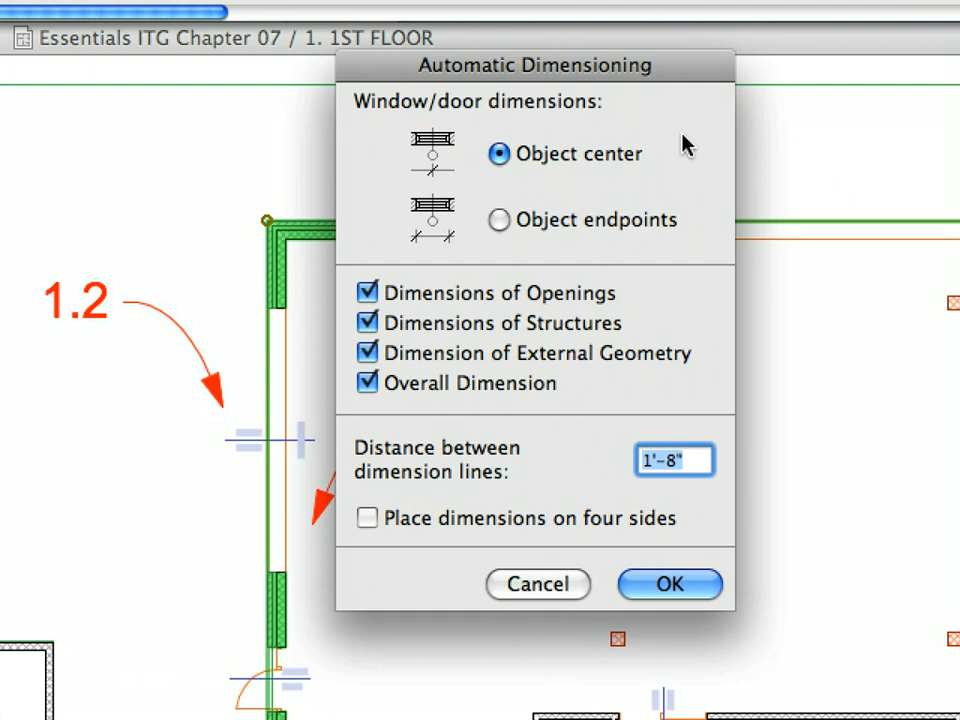 Essentials ITG Chapter 07 / 1. 1ST FLOOR
Automatic Dimensioning
Window/door dimensions:
Object center
Object endpoints
1.2
Dimensions of Openings
Dimensions of Structures
Dimension of External Geometry
Overall Dimension
Distance between
dimension lines:
1'-8"
Place dimensions on four sides
Cancel
OK